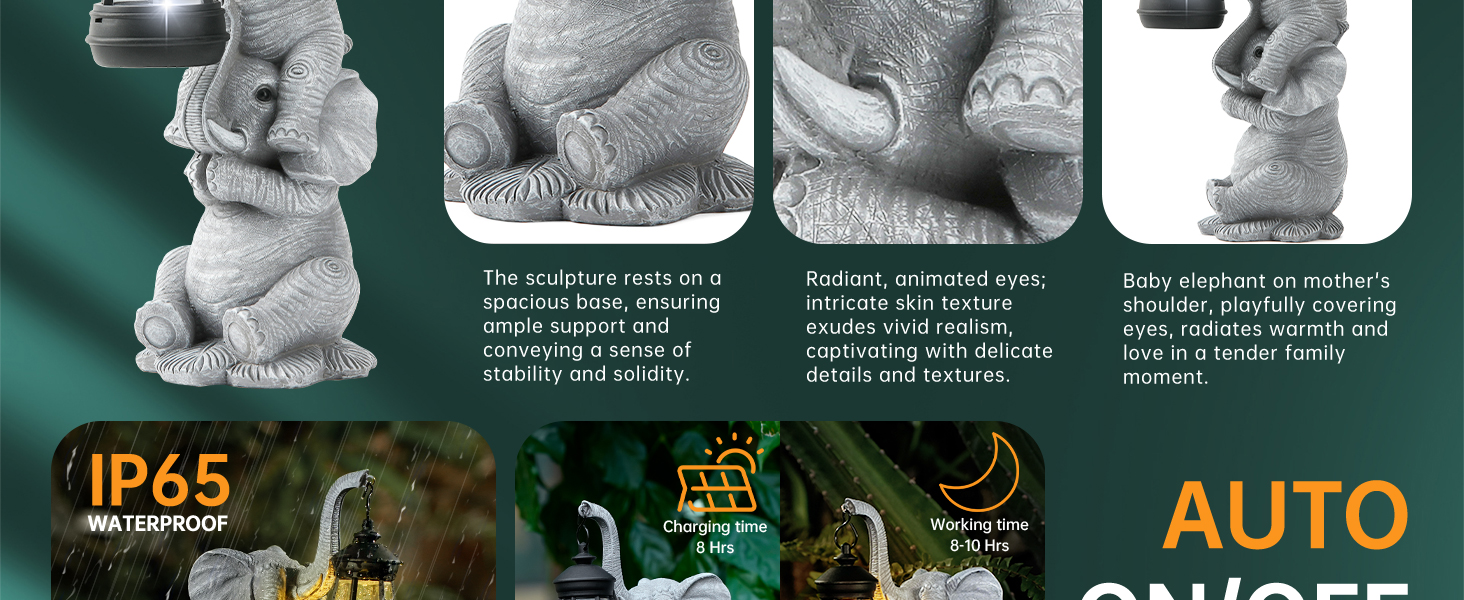 The sculpture rests on a
spacious base, ensuring
ample support and
conveying a sense of
stability and solidity.
Radiant, animated eyes;
intricate skin texture
exudes vivid realism,
captivating with delicate
details and textures.
Baby elephant on mother's
shoulder, playfully covering
eyes, radiates warmth and
love in a tender family
moment.
IP65
WATERPROOF
Charging time
8 Hrs
Working time
8-10 Hrs
AUTO
ON/OFF